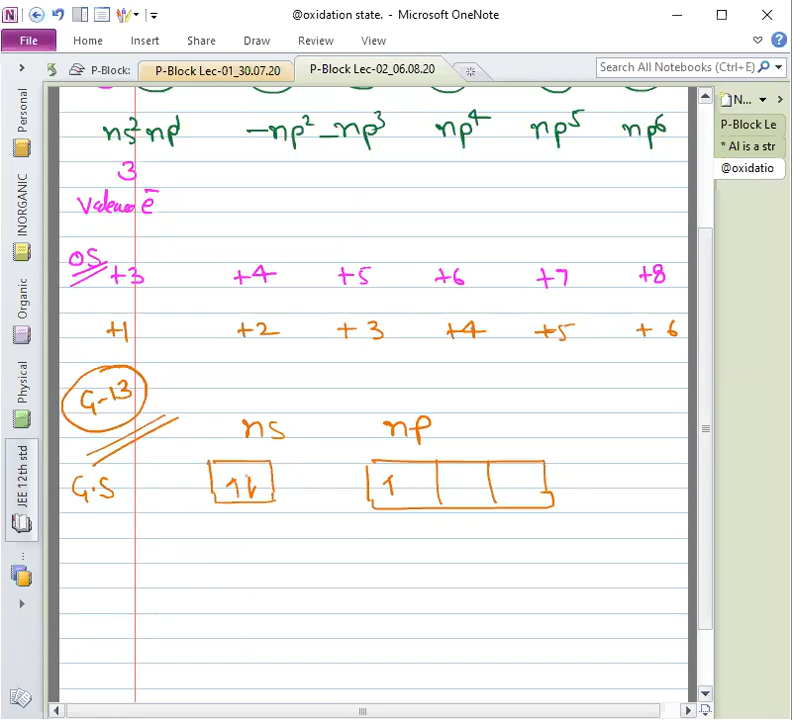 @oxidation state. - Microsoft OneNote
File Home Insert Share Draw Review View
P-Block: P-Block Lec-01_30.07.20 P-Block Lec-02_06.08.20 Search All Notebooks (Ctrl+E)
N...
P-Block Le
* Al is a str
@oxidatio
Personal
INORGANIC
Organic
Physical
JEE 12th std
ns² np¹ –np² –np³ np⁴ np⁵ np⁶
3
Valence ē
OS +3 +4 +5 +6 +7 +8
+1 +2 +3 +4 +5 +6
G-13
ns np
G.S ↑↓ ↑